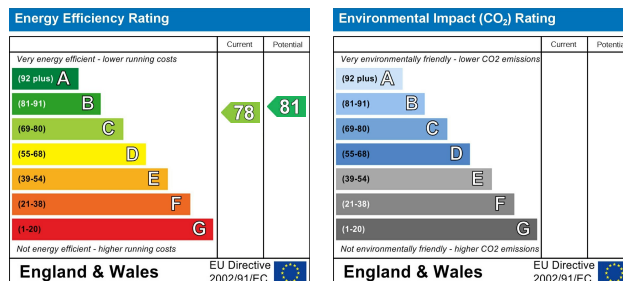 Energy Efficiency Rating
Current Potential
Very energy efficient - lower running costs
(92 plus) A
(81-91) B
(69-80) C
(55-68) D
(39-54) E
(21-38) F
(1-20) G
78
81
Not energy efficient - higher running costs
England & Wales
EU Directive
2002/91/EC
Environmental Impact (CO₂) Rating
Current
Very environmentally friendly - lower CO2 emissions
(92 plus) A
(81-91) B
(69-80) C
(55-68) D
(39-54) E
(21-38) F
(1-20) G
Not environmentally friendly - higher CO2 emissions
England & Wales
EU Directive
2002/91/EC